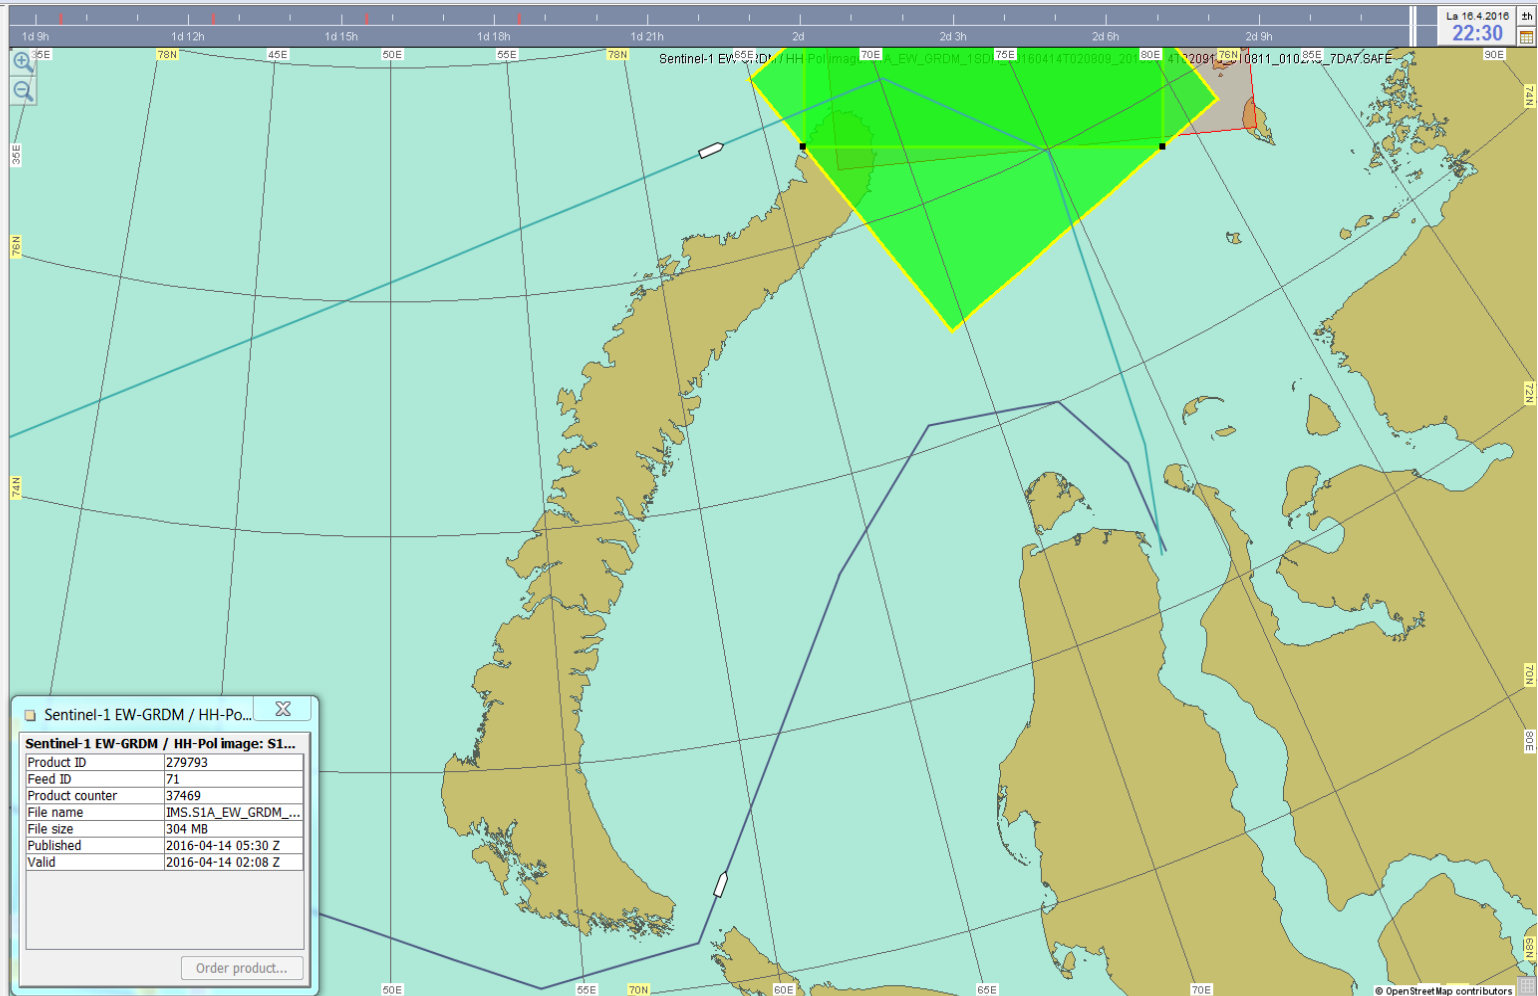 1d 9h 1d 12h 1d 15h 1d 18h 1d 21h 2d 2d 3h 2d 6h 2d 9h
La 16.4.2016
22:30
±h
35E 78N 45E 50E 55E 78N 65E 70E 75E 80E 76N 85E 90E
Sentinel-1
7DA7.SAFE
74N
35E
76N
72N
74N
70N
80E
68N
Sentinel-1 EW-GRDM / HH-Po...
Sentinel-1 EW-GRDM / HH-Pol image: S1...
Product ID 279793
Feed ID 71
Product counter 37469
File name IMS.S1A_EW_GRDM_...
File size 304 MB
Published 2016-04-14 05:30 Z
Valid 2016-04-14 02:08 Z
Order product...
50E 55E 70N 60E 65E 70E
© OpenStreetMap contributors